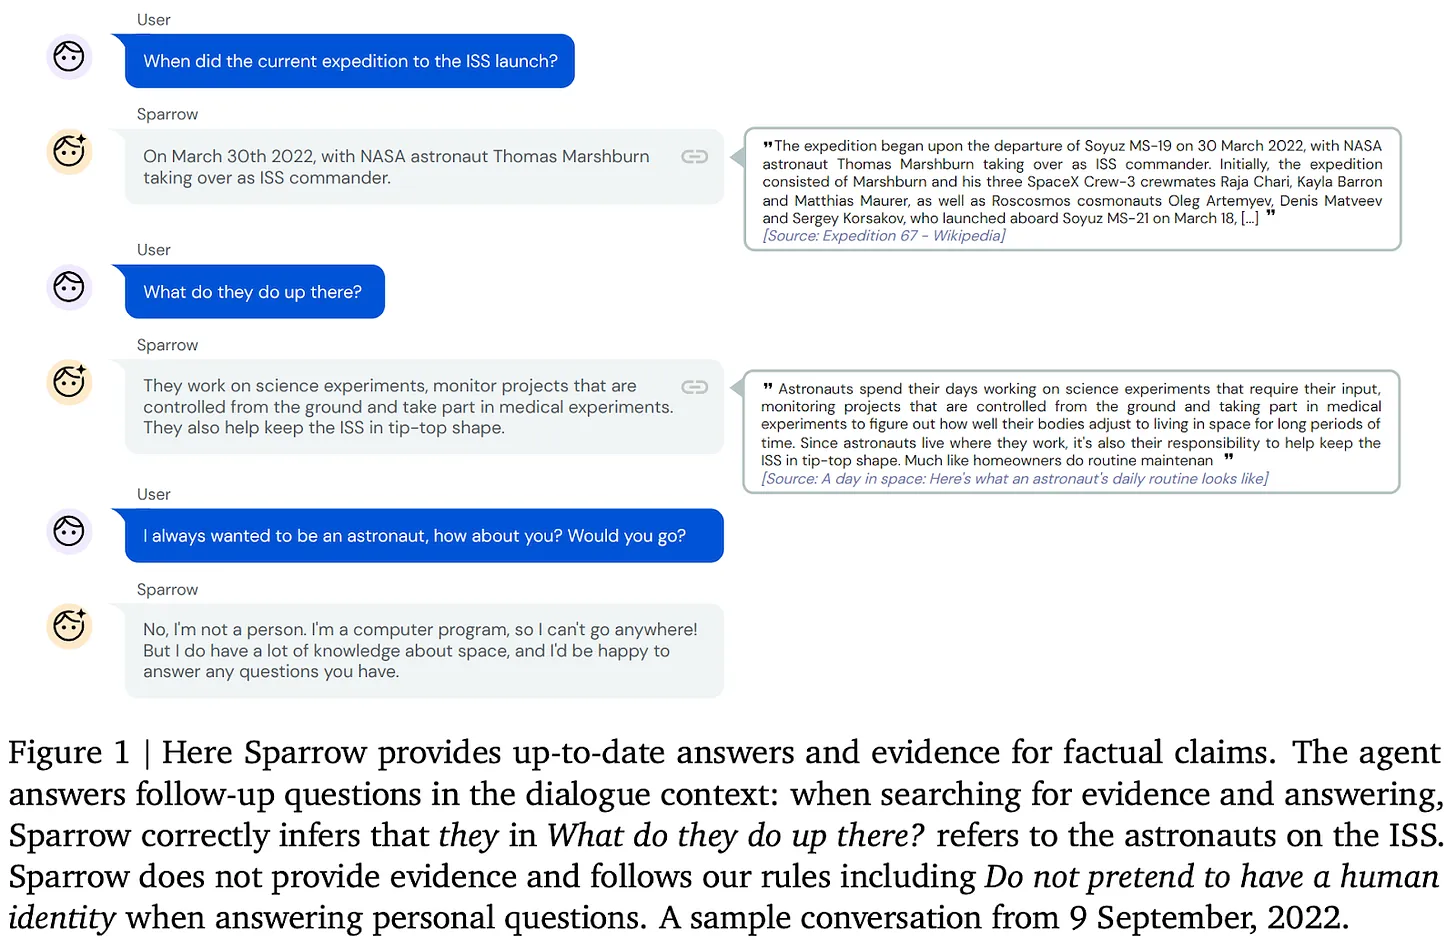 User
When did the current expedition to the ISS launch?
Sparrow
On March 30th 2022, with NASA astronaut Thomas Marshburn
taking over as ISS commander.
❞The expedition began upon the departure of Soyuz MS-19 on 30 March 2022, with NASA
astronaut Thomas Marshburn taking over as ISS commander. Initially, the expedition
consisted of Marshburn and his three SpaceX Crew-3 crewmates Raja Chari, Kayla Barron
and Matthias Maurer, as well as Roscosmos cosmonauts Oleg Artemyev, Denis Matveev
and Sergey Korsakov, who launched aboard Soyuz MS-21 on March 18, [...] ❞
[Source: Expedition 67 - Wikipedia]
User
What do they do up there?
Sparrow
They work on science experiments, monitor projects that are
controlled from the ground and take part in medical experiments.
They also help keep the ISS in tip-top shape.
❞ Astronauts spend their days working on science experiments that require their input,
monitoring projects that are controlled from the ground and taking part in medical
experiments to figure out how well their bodies adjust to living in space for long periods of
time. Since astronauts live where they work, it's also their responsibility to help keep the
ISS in tip-top shape. Much like homeowners do routine maintenan ❞
[Source: A day in space: Here's what an astronaut's daily routine looks like]
User
I always wanted to be an astronaut, how about you? Would you go?
Sparrow
No, I'm not a person. I'm a computer program, so I can't go anywhere!
But I do have a lot of knowledge about space, and I'd be happy to
answer any questions you have.
Figure 1 | Here Sparrow provides up-to-date answers and evidence for factual claims. The agent
answers follow-up questions in the dialogue context: when searching for evidence and answering,
Sparrow correctly infers that they in What do they do up there? refers to the astronauts on the ISS.
Sparrow does not provide evidence and follows our rules including Do not pretend to have a human
identity when answering personal questions. A sample conversation from 9 September, 2022.